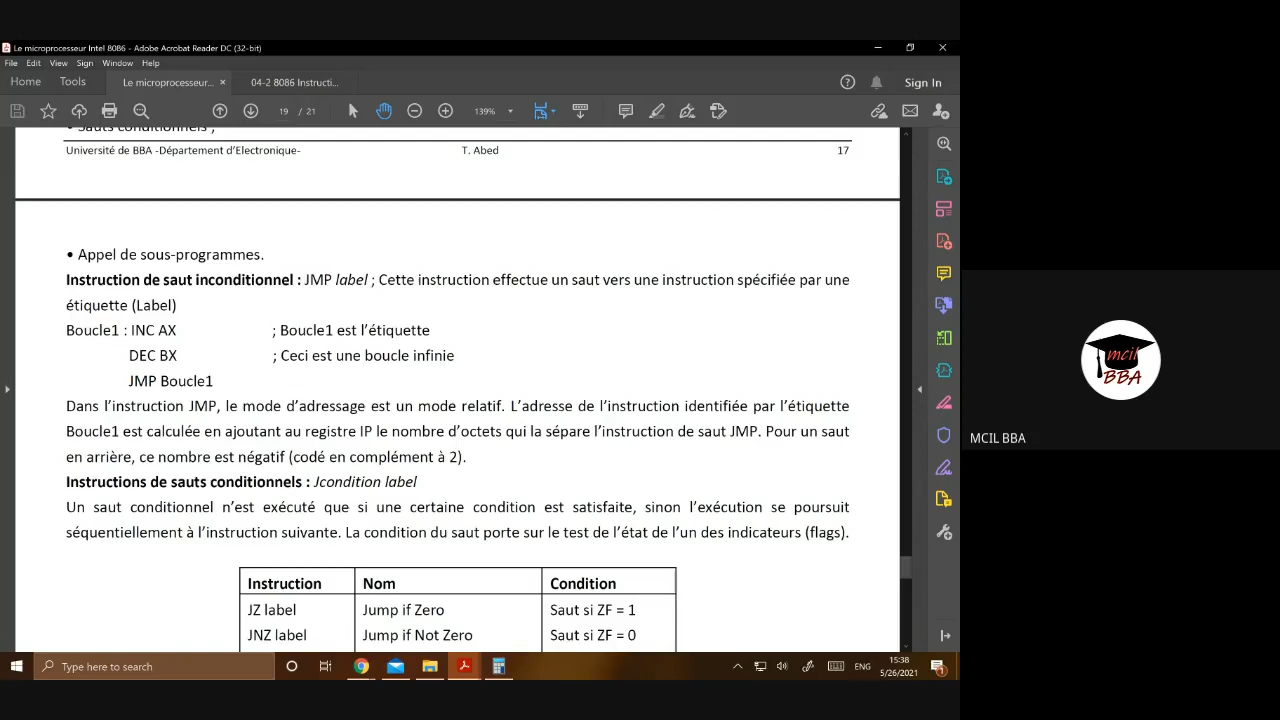 Le microprocesseur Intel 8086 - Adobe Acrobat Reader DC (32-bit)
File Edit View Sign Window Help
Home Tools Le microprocesseur... × 04-2 8086 Instructi... Sign In
19 / 21 139%
• Sauts conditionnels ;
Université de BBA -Département d'Electronique- T. Abed 17
• Appel de sous-programmes.
Instruction de saut inconditionnel : JMP label ; Cette instruction effectue un saut vers une instruction spécifiée par une
étiquette (Label)
Boucle1 : INC AX ; Boucle1 est l'étiquette
DEC BX ; Ceci est une boucle infinie
JMP Boucle1
Dans l'instruction JMP, le mode d'adressage est un mode relatif. L'adresse de l'instruction identifiée par l'étiquette
Boucle1 est calculée en ajoutant au registre IP le nombre d'octets qui la sépare l'instruction de saut JMP. Pour un saut
en arrière, ce nombre est négatif (codé en complément à 2).
Instructions de sauts conditionnels : Jcondition label
Un saut conditionnel n'est exécuté que si une certaine condition est satisfaite, sinon l'exécution se poursuit
séquentiellement à l'instruction suivante. La condition du saut porte sur le test de l'état de l'un des indicateurs (flags).
Instruction Nom Condition
JZ label Jump if Zero Saut si ZF = 1
JNZ label Jump if Not Zero Saut si ZF = 0
mcil
BBA
MCIL BBA
Type here to search
ENG
15:38
5/26/2021
1